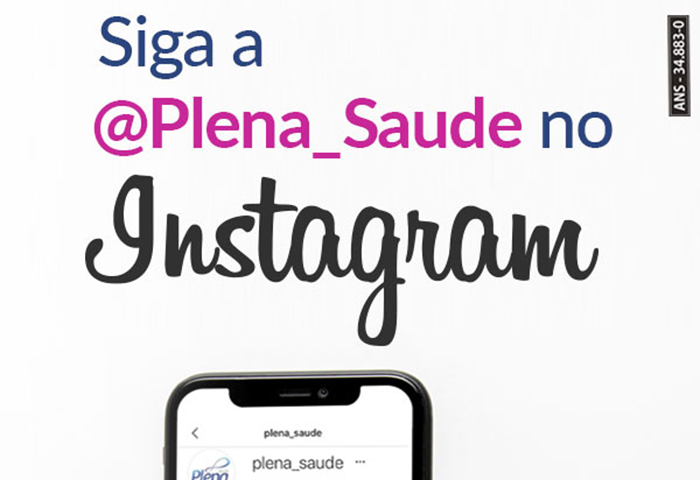 Siga a
@Plena_Saude no
Instagram
ANS - 34.883-0
plena_saude
plena_saude ...
Plena